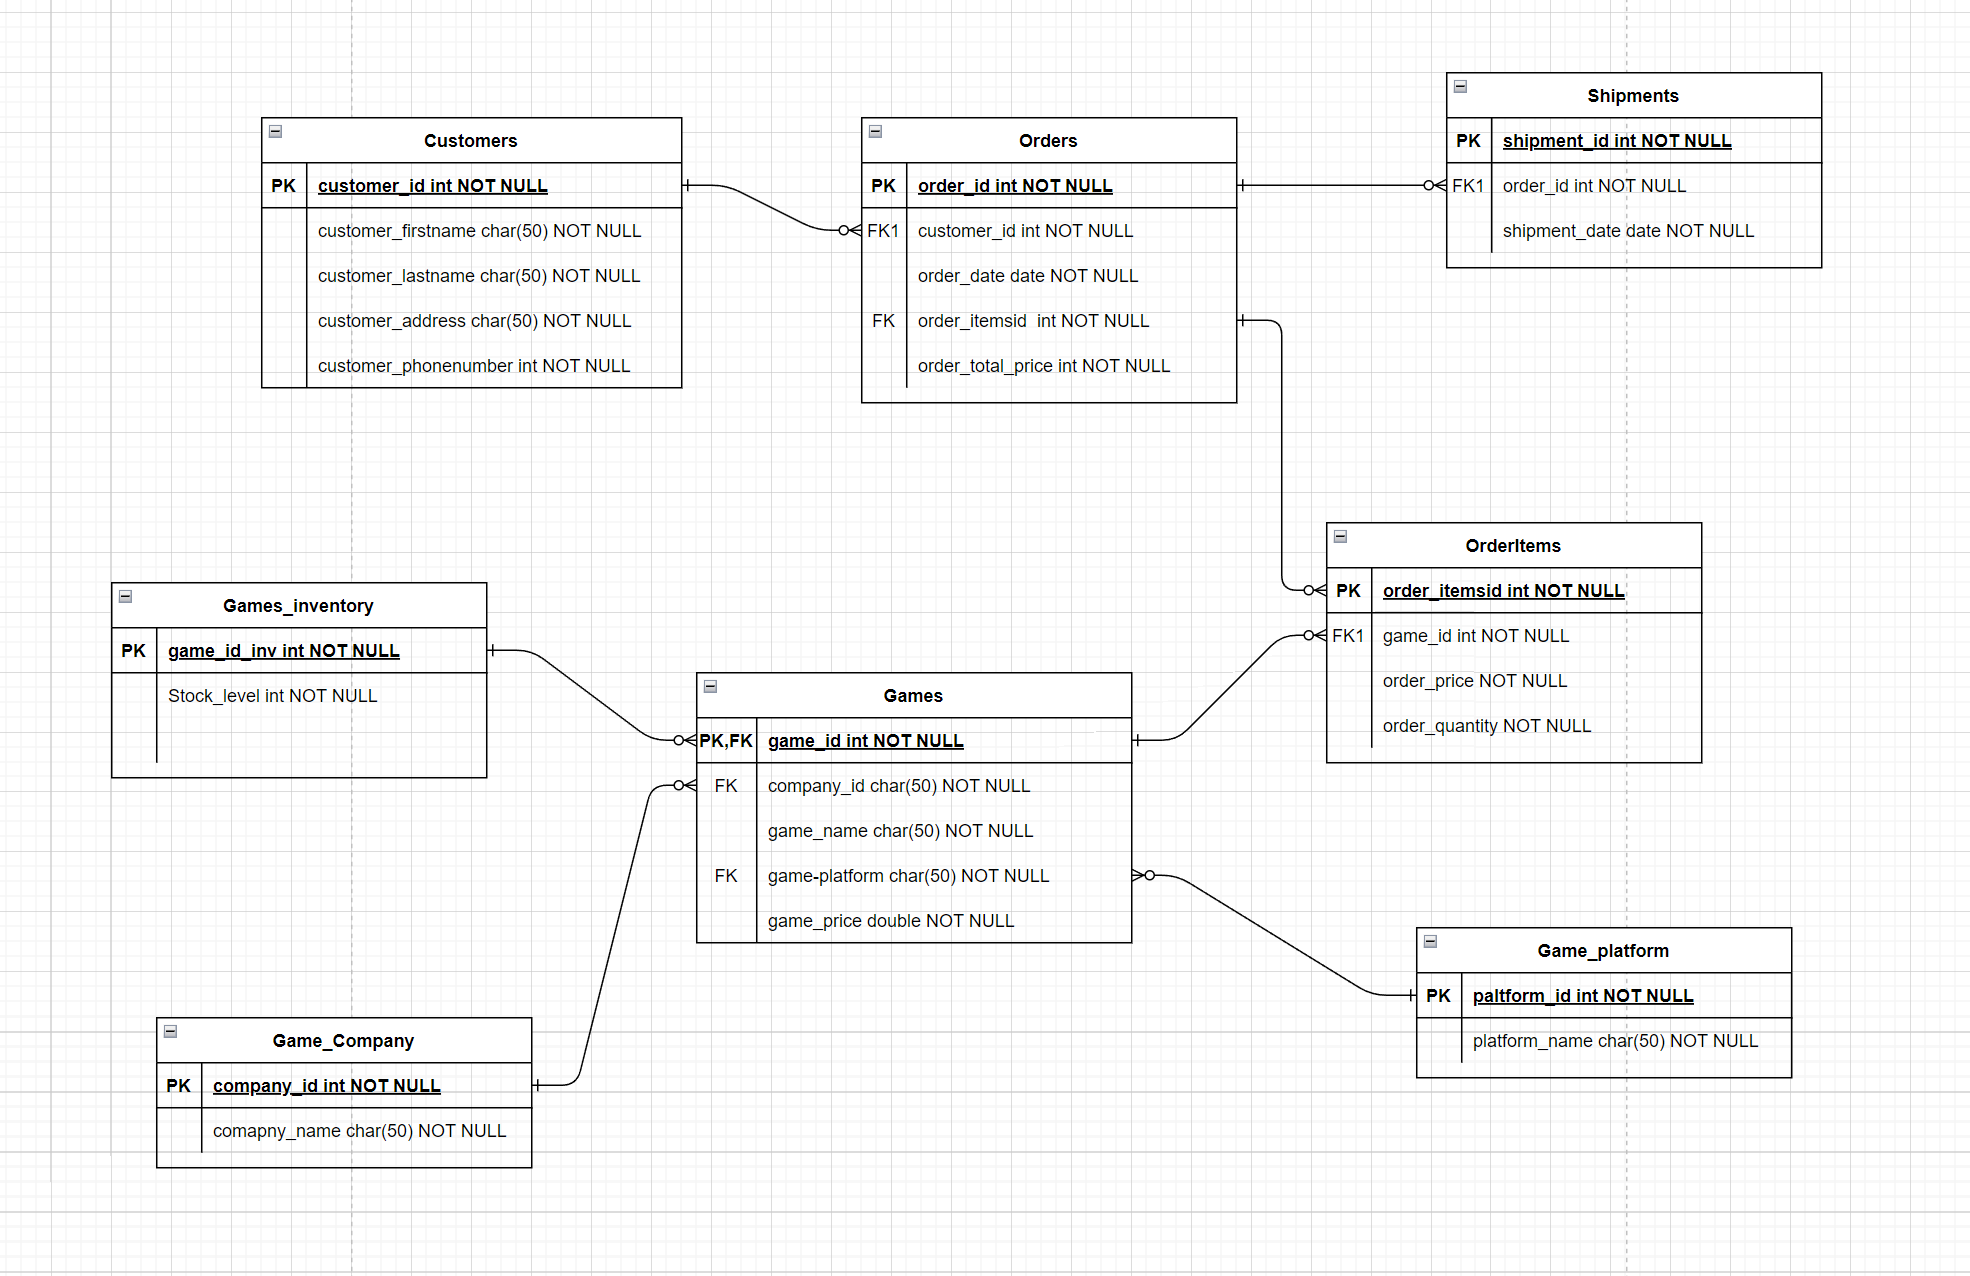 Customers
PK customer_id int NOT NULL
customer_firstname char(50) NOT NULL
customer_lastname char(50) NOT NULL
customer_address char(50) NOT NULL
customer_phonenumber int NOT NULL
Orders
PK order_id int NOT NULL
FK1 customer_id int NOT NULL
order_date date NOT NULL
FK order_itemsid int NOT NULL
order_total_price int NOT NULL
Shipments
PK shipment_id int NOT NULL
FK1 order_id int NOT NULL
shipment_date date NOT NULL
Games_inventory
PK game_id_inv int NOT NULL
Stock_level int NOT NULL
Games
PK,FK game_id int NOT NULL
FK company_id char(50) NOT NULL
game_name char(50) NOT NULL
FK game-platform char(50) NOT NULL
game_price double NOT NULL
OrderItems
PK order_itemsid int NOT NULL
FK1 game_id int NOT NULL
order_price NOT NULL
order_quantity NOT NULL
Game_Company
PK company_id int NOT NULL
comapny_name char(50) NOT NULL
Game_platform
PK paltform_id int NOT NULL
platform_name char(50) NOT NULL